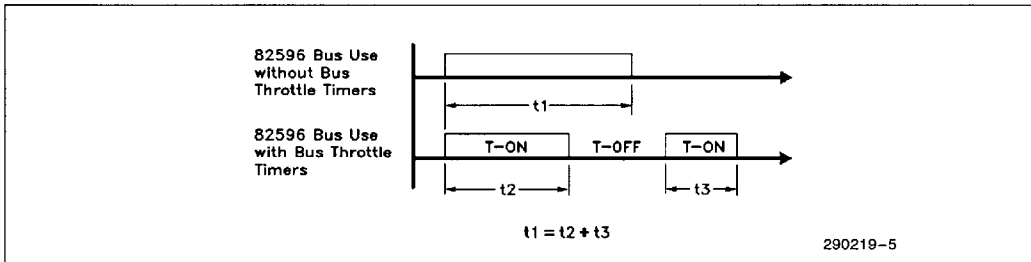 82596 Bus Use
without Bus
Throttle Timers
t1
82596 Bus Use
with Bus Throttle
Timers
T-ON T-OFF T-ON
t2 t3
t1 = t2 + t3
290219-5